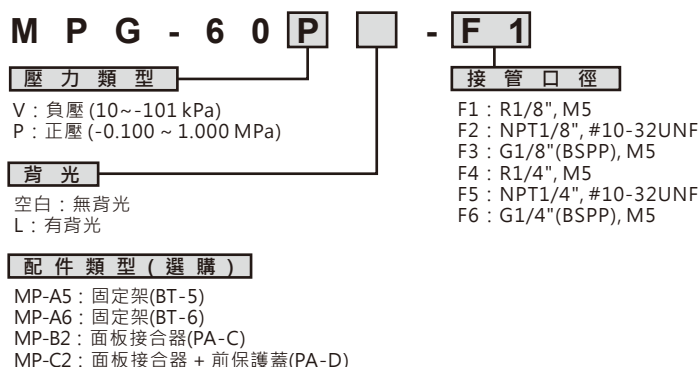 MPG-60P□-F1
壓力類型
V：負壓 (10~-101 kPa)
P：正壓 (-0.100 ~ 1.000 MPa)
背光
空白：無背光
L：有背光
配件類型(選購)
MP-A5：固定架(BT-5)
MP-A6：固定架(BT-6)
MP-B2：面板接合器(PA-C)
MP-C2：面板接合器 + 前保護蓋(PA-D)
接管口徑
F1：R1/8", M5
F2：NPT1/8", #10-32UNF
F3：G1/8"(BSPP), M5
F4：R1/4", M5
F5：NPT1/4", #10-32UNF
F6：G1/4"(BSPP), M5